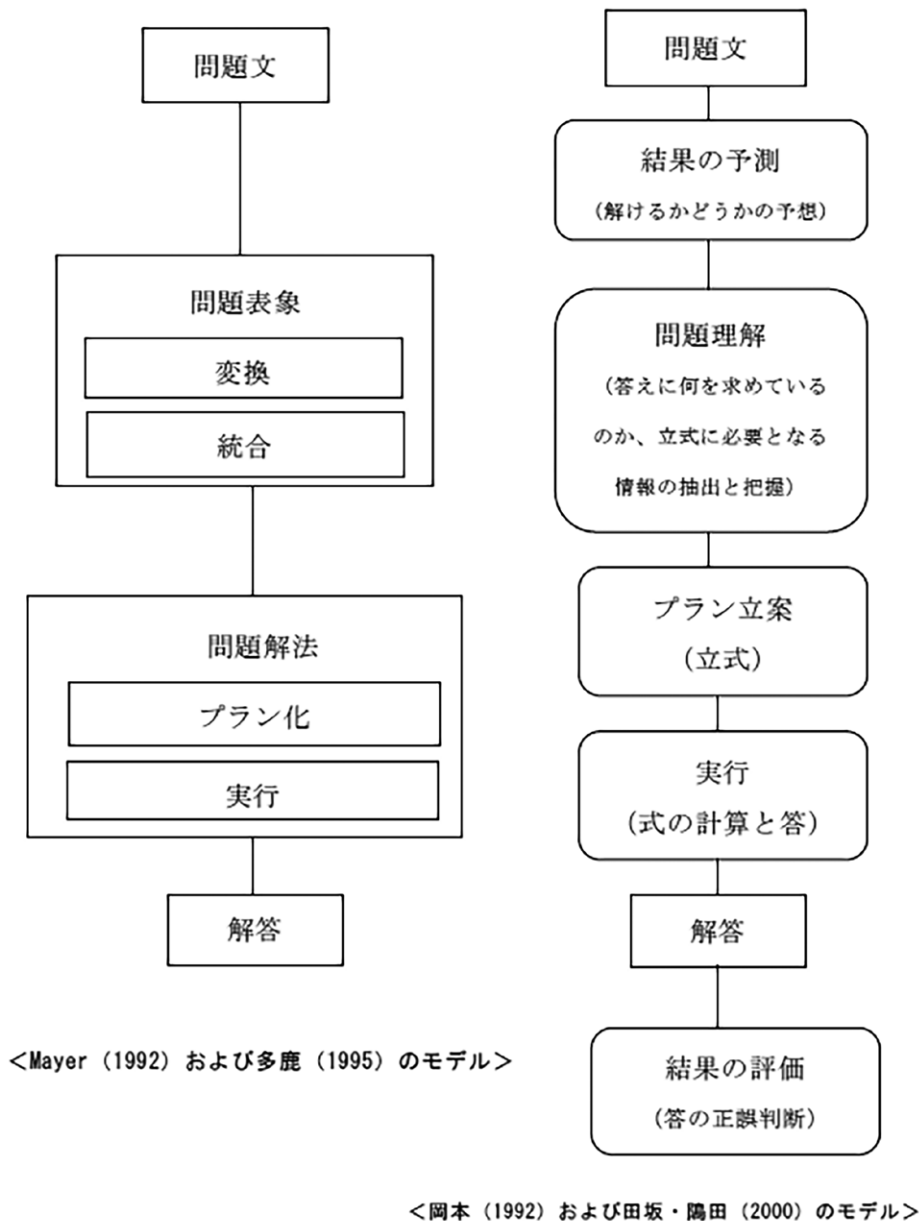 問題文
問題表象
変換
統合
問題解法
プラン化
実行
解答
＜Mayer (1992) および多鹿 (1995) のモデル＞
問題文
結果の予測
(解けるかどうかの予想)
問題理解
(答えに何を求めている
のか、立式に必要となる
情報の抽出と把握)
プラン立案
(立式)
実行
(式の計算と答)
解答
結果の評価
(答の正誤判断)
＜岡本 (1992) および田坂・隝田 (2000) のモデル＞